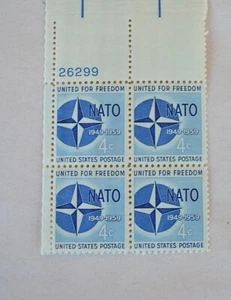 26299
UNITED FOR FREEDOM UNITED FOR FREEDOM
NATO NATO
1949-1959 1949-1959
4c 4c
UNITED STATES POSTAGE UNITED STATES POSTAGE
UNITED FOR FREEDOM UNITED FOR FREEDOM
NATO NATO
1949-1959 1949-1959
4c 4c
UNITED STATES POSTAGE UNITED STATES POSTAGE